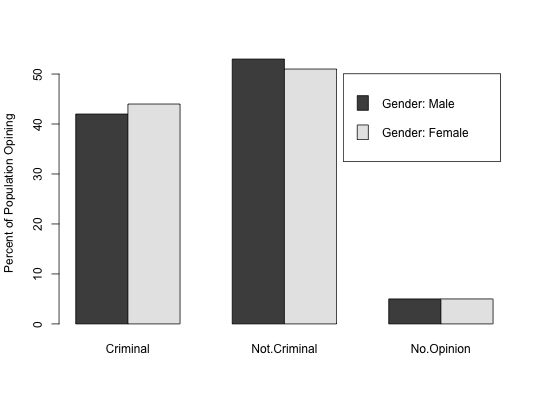 Percent of Population Opining
50
40
30
20
10
0
Gender: Male
Gender: Female
Criminal
Not.Criminal
No.Opinion